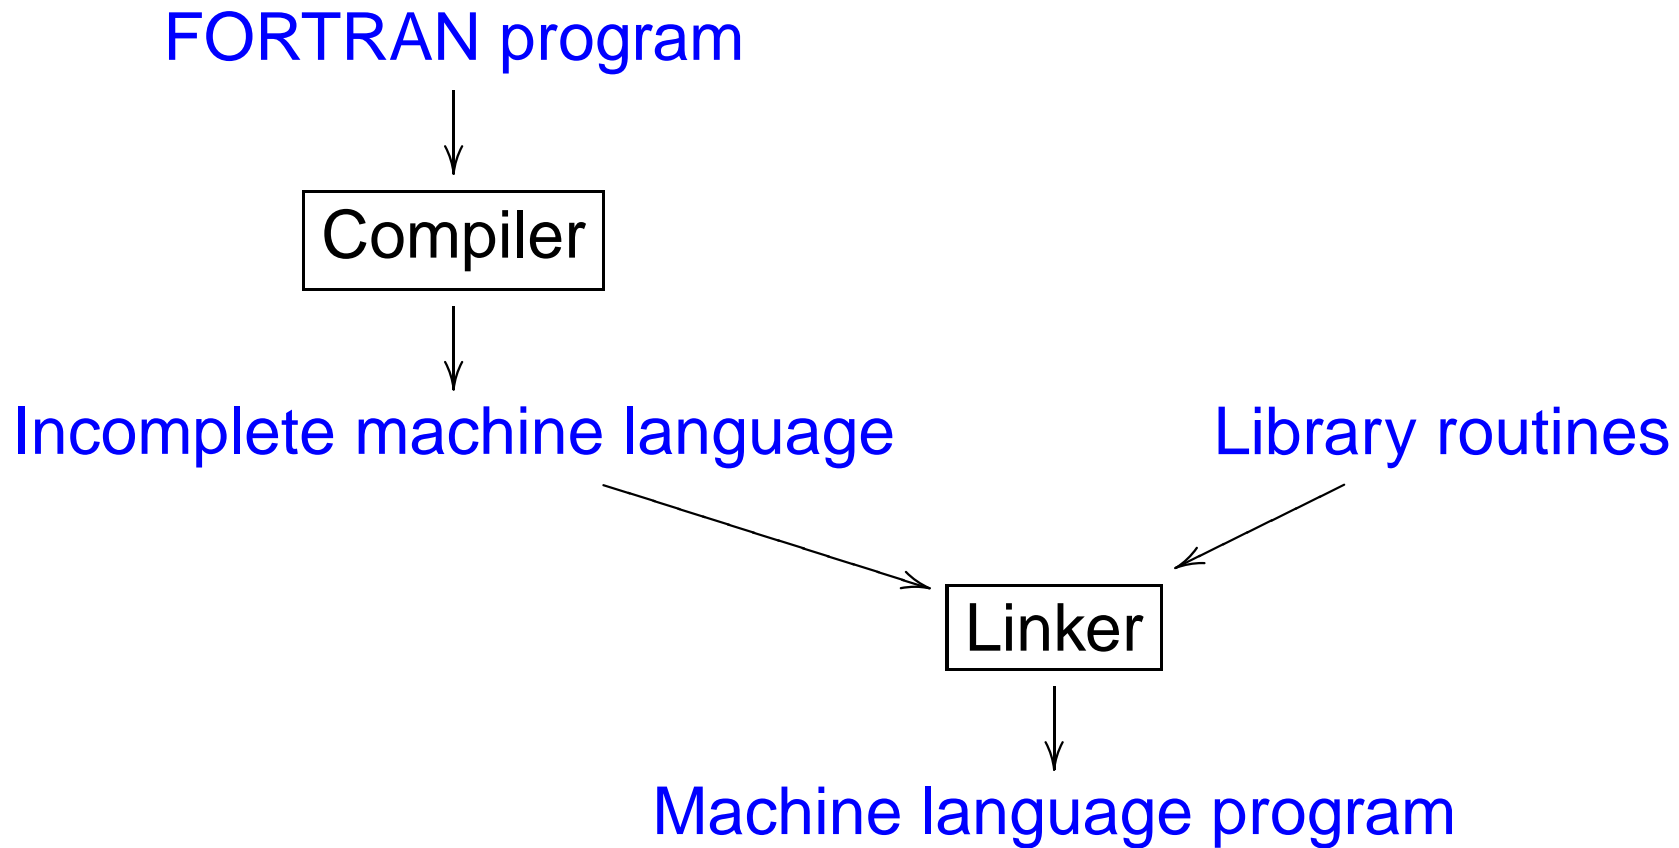 FORTRAN program
Compiler
Incomplete machine language
Library routines
Linker
Machine language program